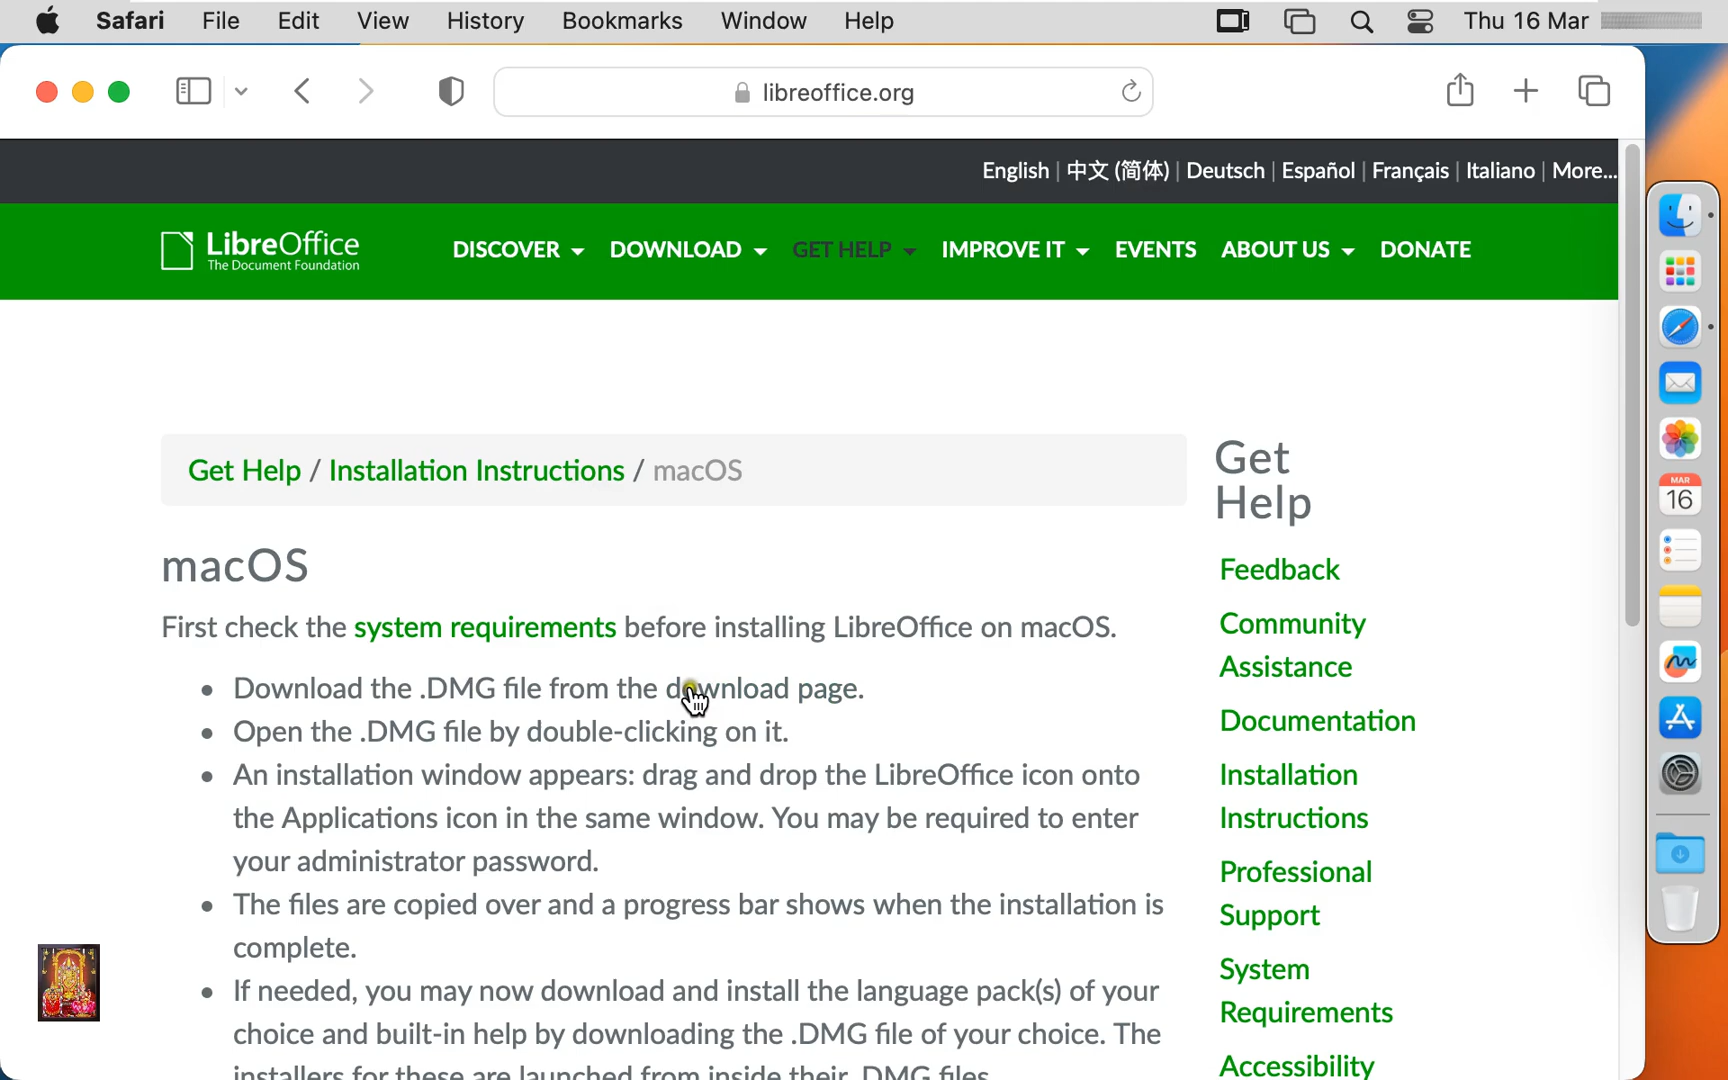 Safari File Edit View History Bookmarks Window Help Thu 16 Mar
libreoffice.org
English | 中文 (简体) | Deutsch | Español | Français | Italiano | More...
LibreOffice
The Document Foundation
DISCOVER DOWNLOAD GET HELP IMPROVE IT EVENTS ABOUT US DONATE
MAR
16
Get Help / Installation Instructions / macOS
macOS
First check the system requirements before installing LibreOffice on macOS.
• Download the .DMG file from the download page.
• Open the .DMG file by double-clicking on it.
• An installation window appears: drag and drop the LibreOffice icon onto
the Applications icon in the same window. You may be required to enter
your administrator password.
• The files are copied over and a progress bar shows when the installation is
complete.
• If needed, you may now download and install the language pack(s) of your
choice and built-in help by downloading the .DMG file of your choice. The
installers for these are launched from inside their .DMG files.
Get
Help
Feedback
Community
Assistance
Documentation
Installation
Instructions
Professional
Support
System
Requirements
Accessibility